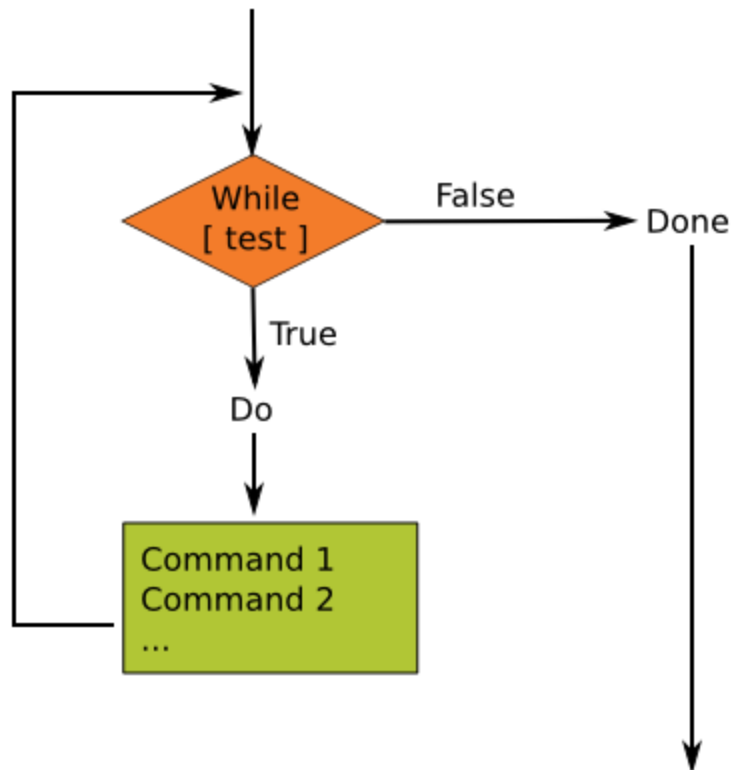 While
[ test ]
False
Done
True
Do
Command 1
Command 2
...